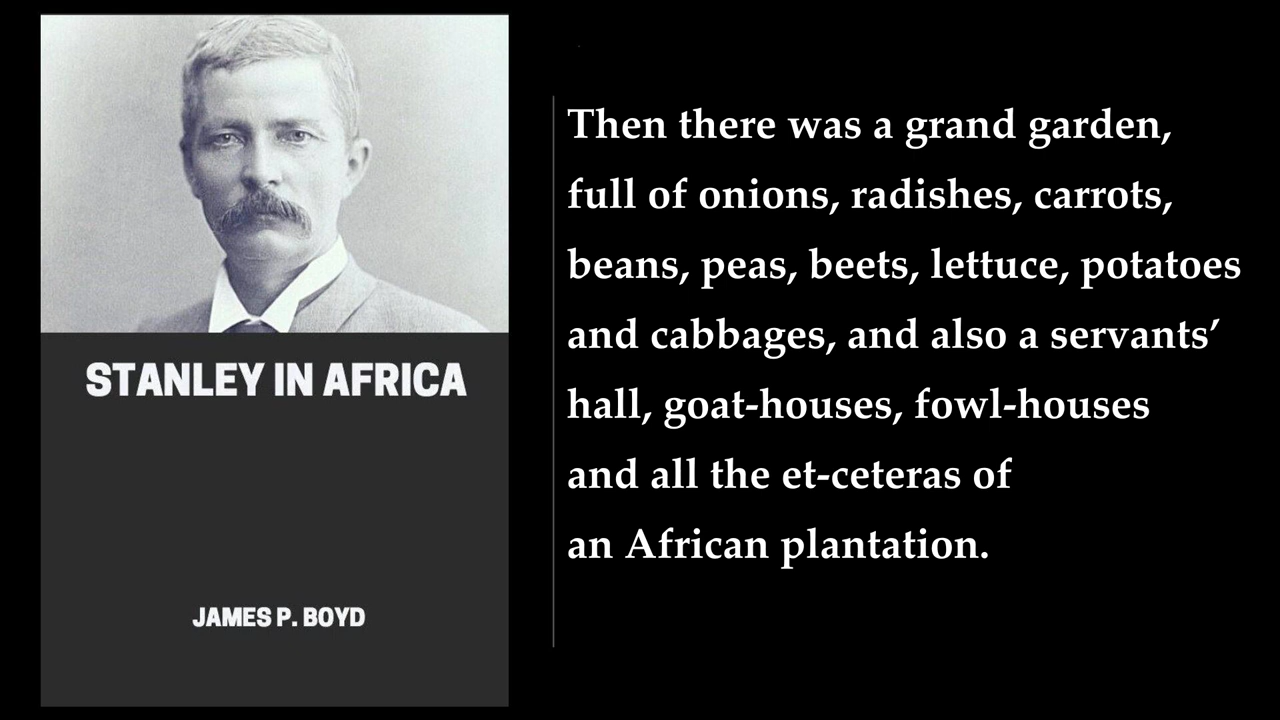 STANLEY IN AFRICA
JAMES P. BOYD
Then there was a grand garden,
full of onions, radishes, carrots,
beans, peas, beets, lettuce, potatoes
and cabbages, and also a servants’
hall, goat-houses, fowl-houses
and all the et-ceteras of
an African plantation.